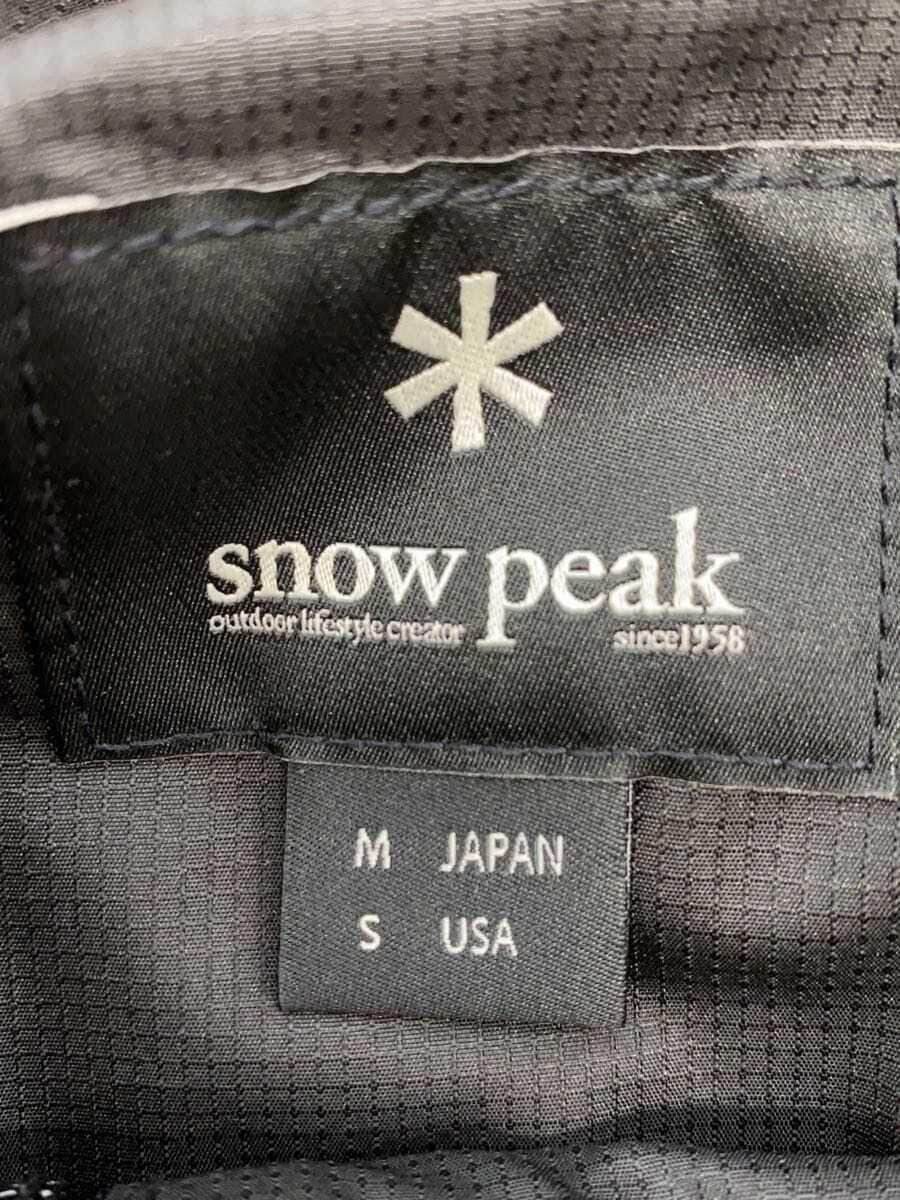 snow peak
outdoor lifestyle creator since1958
M JAPAN
S USA